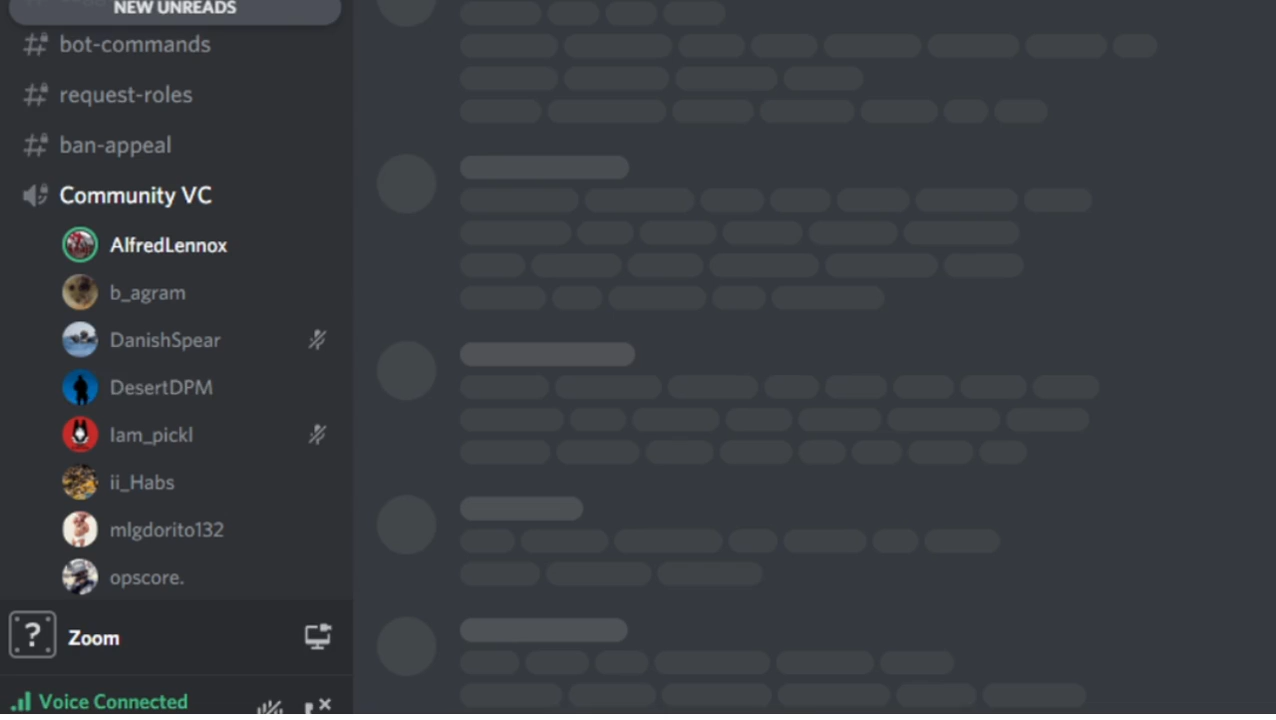 NEW UNREADS
bot-commands
request-roles
ban-appeal
Community VC
AlfredLennox
b_agram
DanishSpear
DesertDPM
Iam_pickl
ii_Habs
mlgdorito132
opscore.
?
Zoom
Voice Connected